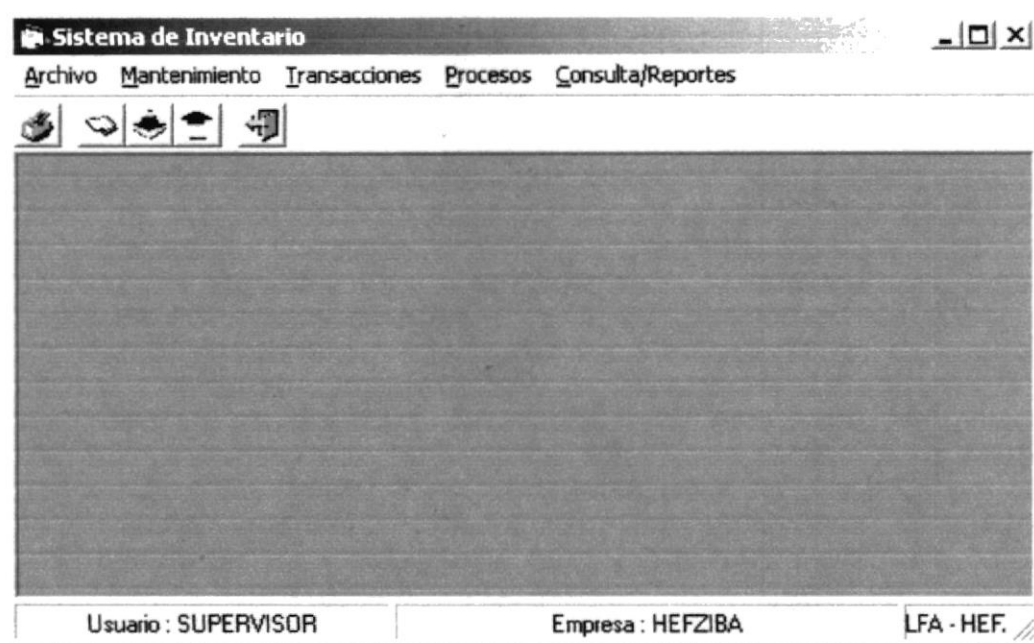 Sistema de Inventario
Archivo Mantenimiento Transacciones Procesos Consulta/Reportes
Usuario : SUPERVISOR Empresa : HEFZIBA LFA - HEF.